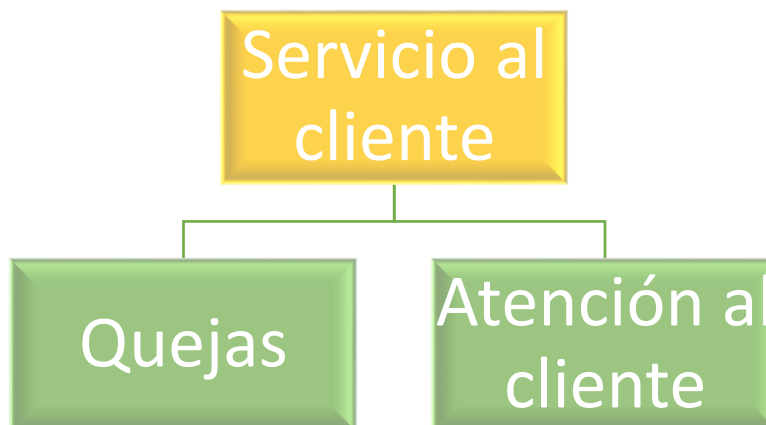 Servicio al
cliente
Quejas
Atención al
cliente